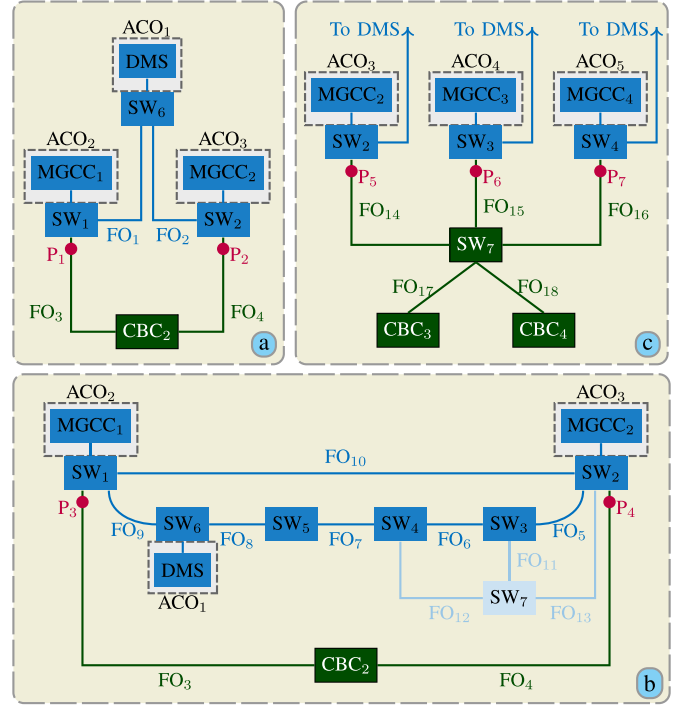 ACO₁
DMS
SW₆
ACO₂
ACO₃
MGCC₁
MGCC₂
SW₁
FO₁
FO₂
SW₂
P₁
P₂
FO₃
FO₄
CBC₂
a
To DMS
To DMS
To DMS
ACO₃
ACO₄
ACO₅
MGCC₂
MGCC₃
MGCC₄
SW₂
SW₃
SW₄
P₅
P₆
P₇
FO₁₄
FO₁₅
FO₁₆
SW₇
FO₁₇
FO₁₈
CBC₃
CBC₄
c
ACO₂
ACO₃
MGCC₁
MGCC₂
FO₁₀
SW₁
SW₂
P₃
P₄
FO₉
SW₆
FO₈
SW₅
FO₇
SW₄
FO₆
SW₃
FO₅
DMS
FO₁₁
ACO₁
SW₇
FO₁₂
FO₁₃
CBC₂
FO₃
FO₄
b